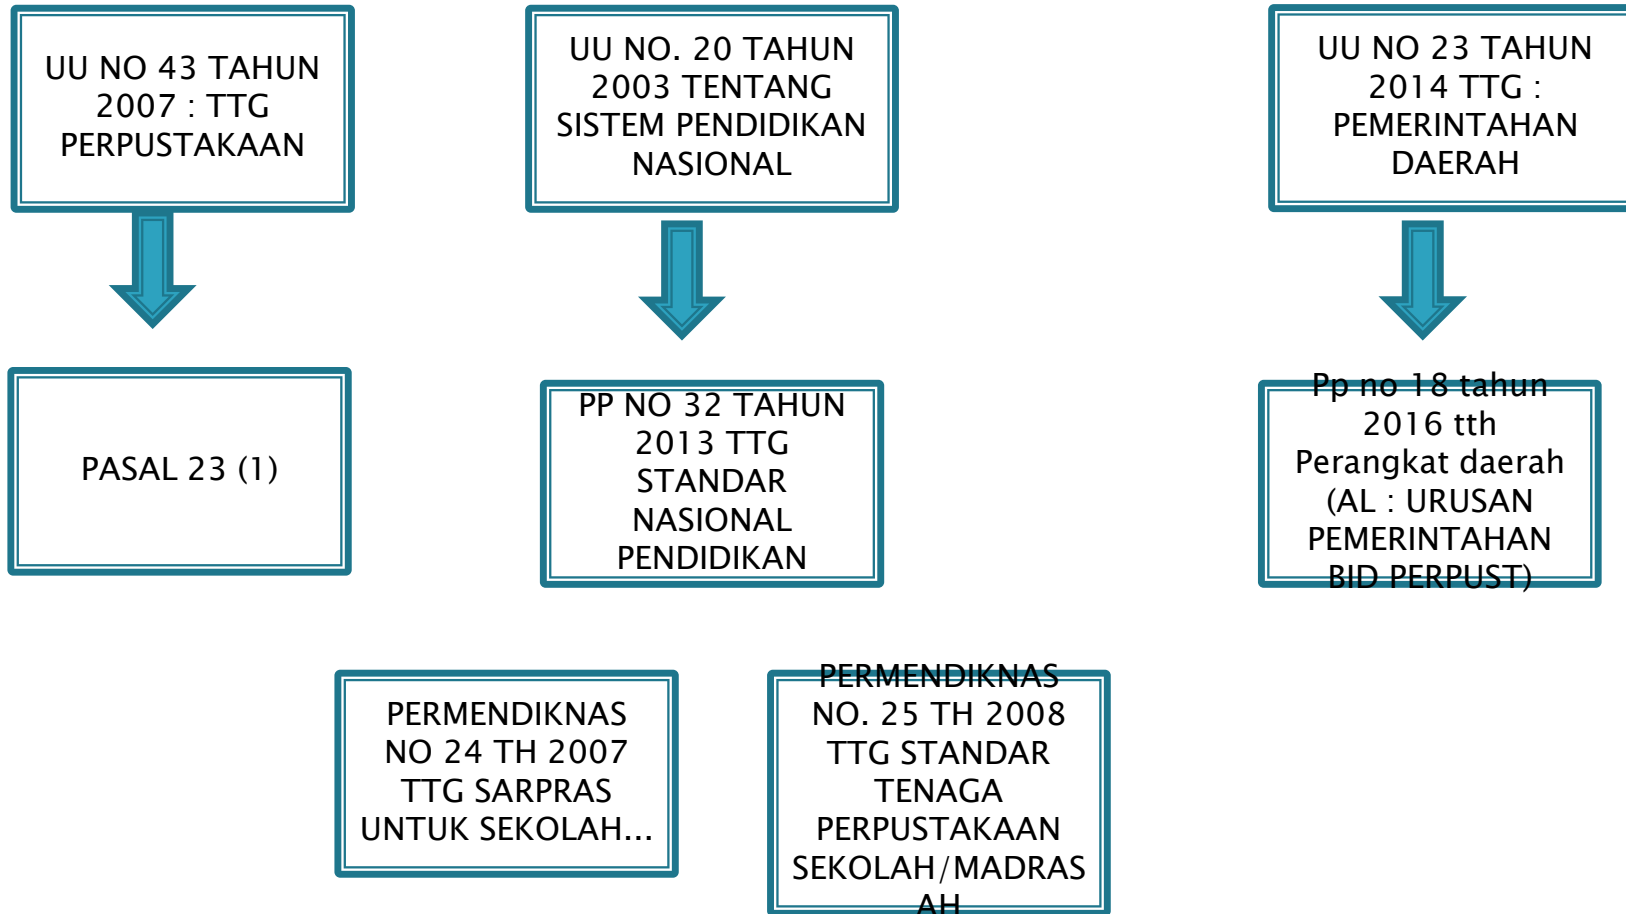 UU NO 43 TAHUN
2007 : TTG
PERPUSTAKAAN
UU NO. 20 TAHUN
2003 TENTANG
SISTEM PENDIDIKAN
NASIONAL
UU NO 23 TAHUN
2014 TTG :
PEMERINTAHAN
DAERAH
PASAL 23 (1)
PP NO 32 TAHUN
2013 TTG
STANDAR
NASIONAL
PENDIDIKAN
Pp no 18 tahun
2016 tth
Perangkat daerah
(AL : URUSAN
PEMERINTAHAN
BID PERPUST)
PERMENDIKNAS
NO 24 TH 2007
TTG SARPRAS
UNTUK SEKOLAH...
PERMENDIKNAS
NO. 25 TH 2008
TTG STANDAR
TENAGA
PERPUSTAKAAN
SEKOLAH/MADRAS
AH